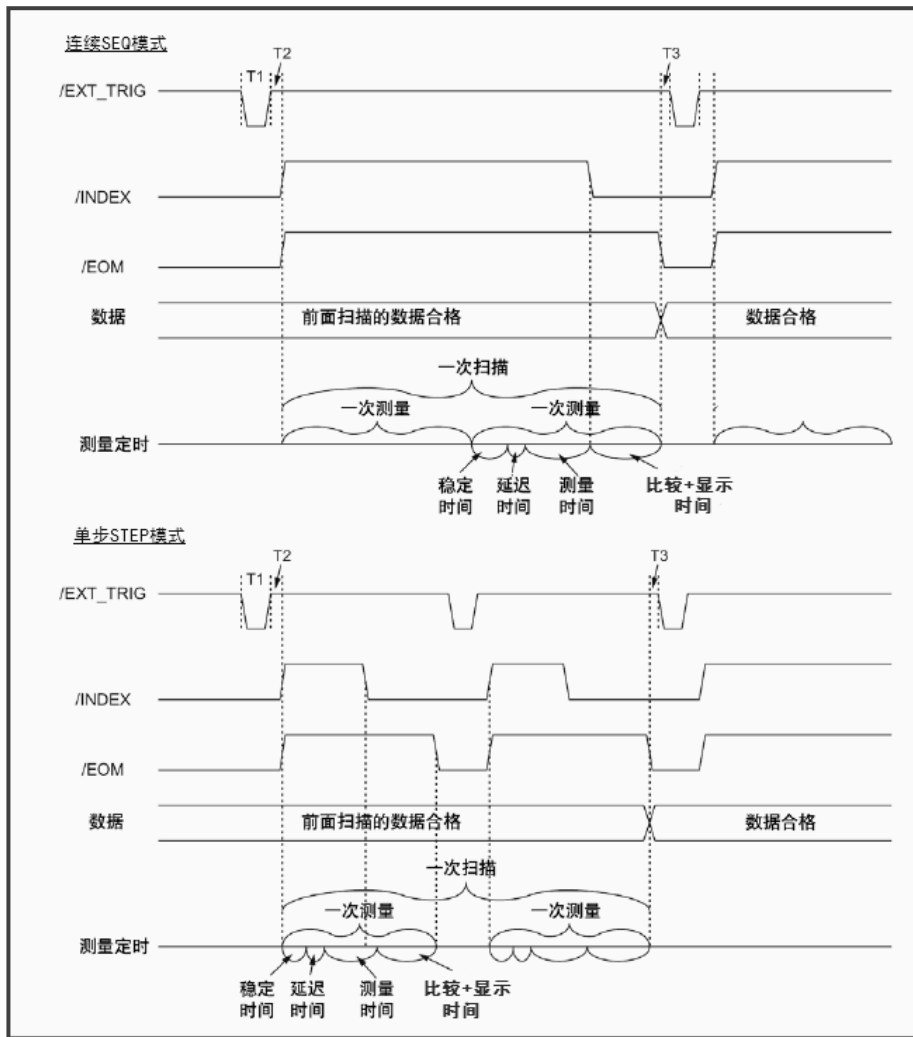 连续SEQ模式
T2
T3
T1
/EXT_TRIG
/INDEX
/EOM
数据
前面扫描的数据合格
数据合格
一次扫描
一次测量
一次测量
测量定时
稳定时间
延迟时间
测量时间
比较+显示时间
单步STEP模式
T2
T3
T1
/EXT_TRIG
/INDEX
/EOM
数据
前面扫描的数据合格
数据合格
一次扫描
一次测量
一次测量
测量定时
稳定时间
延迟时间
测量时间
比较+显示时间